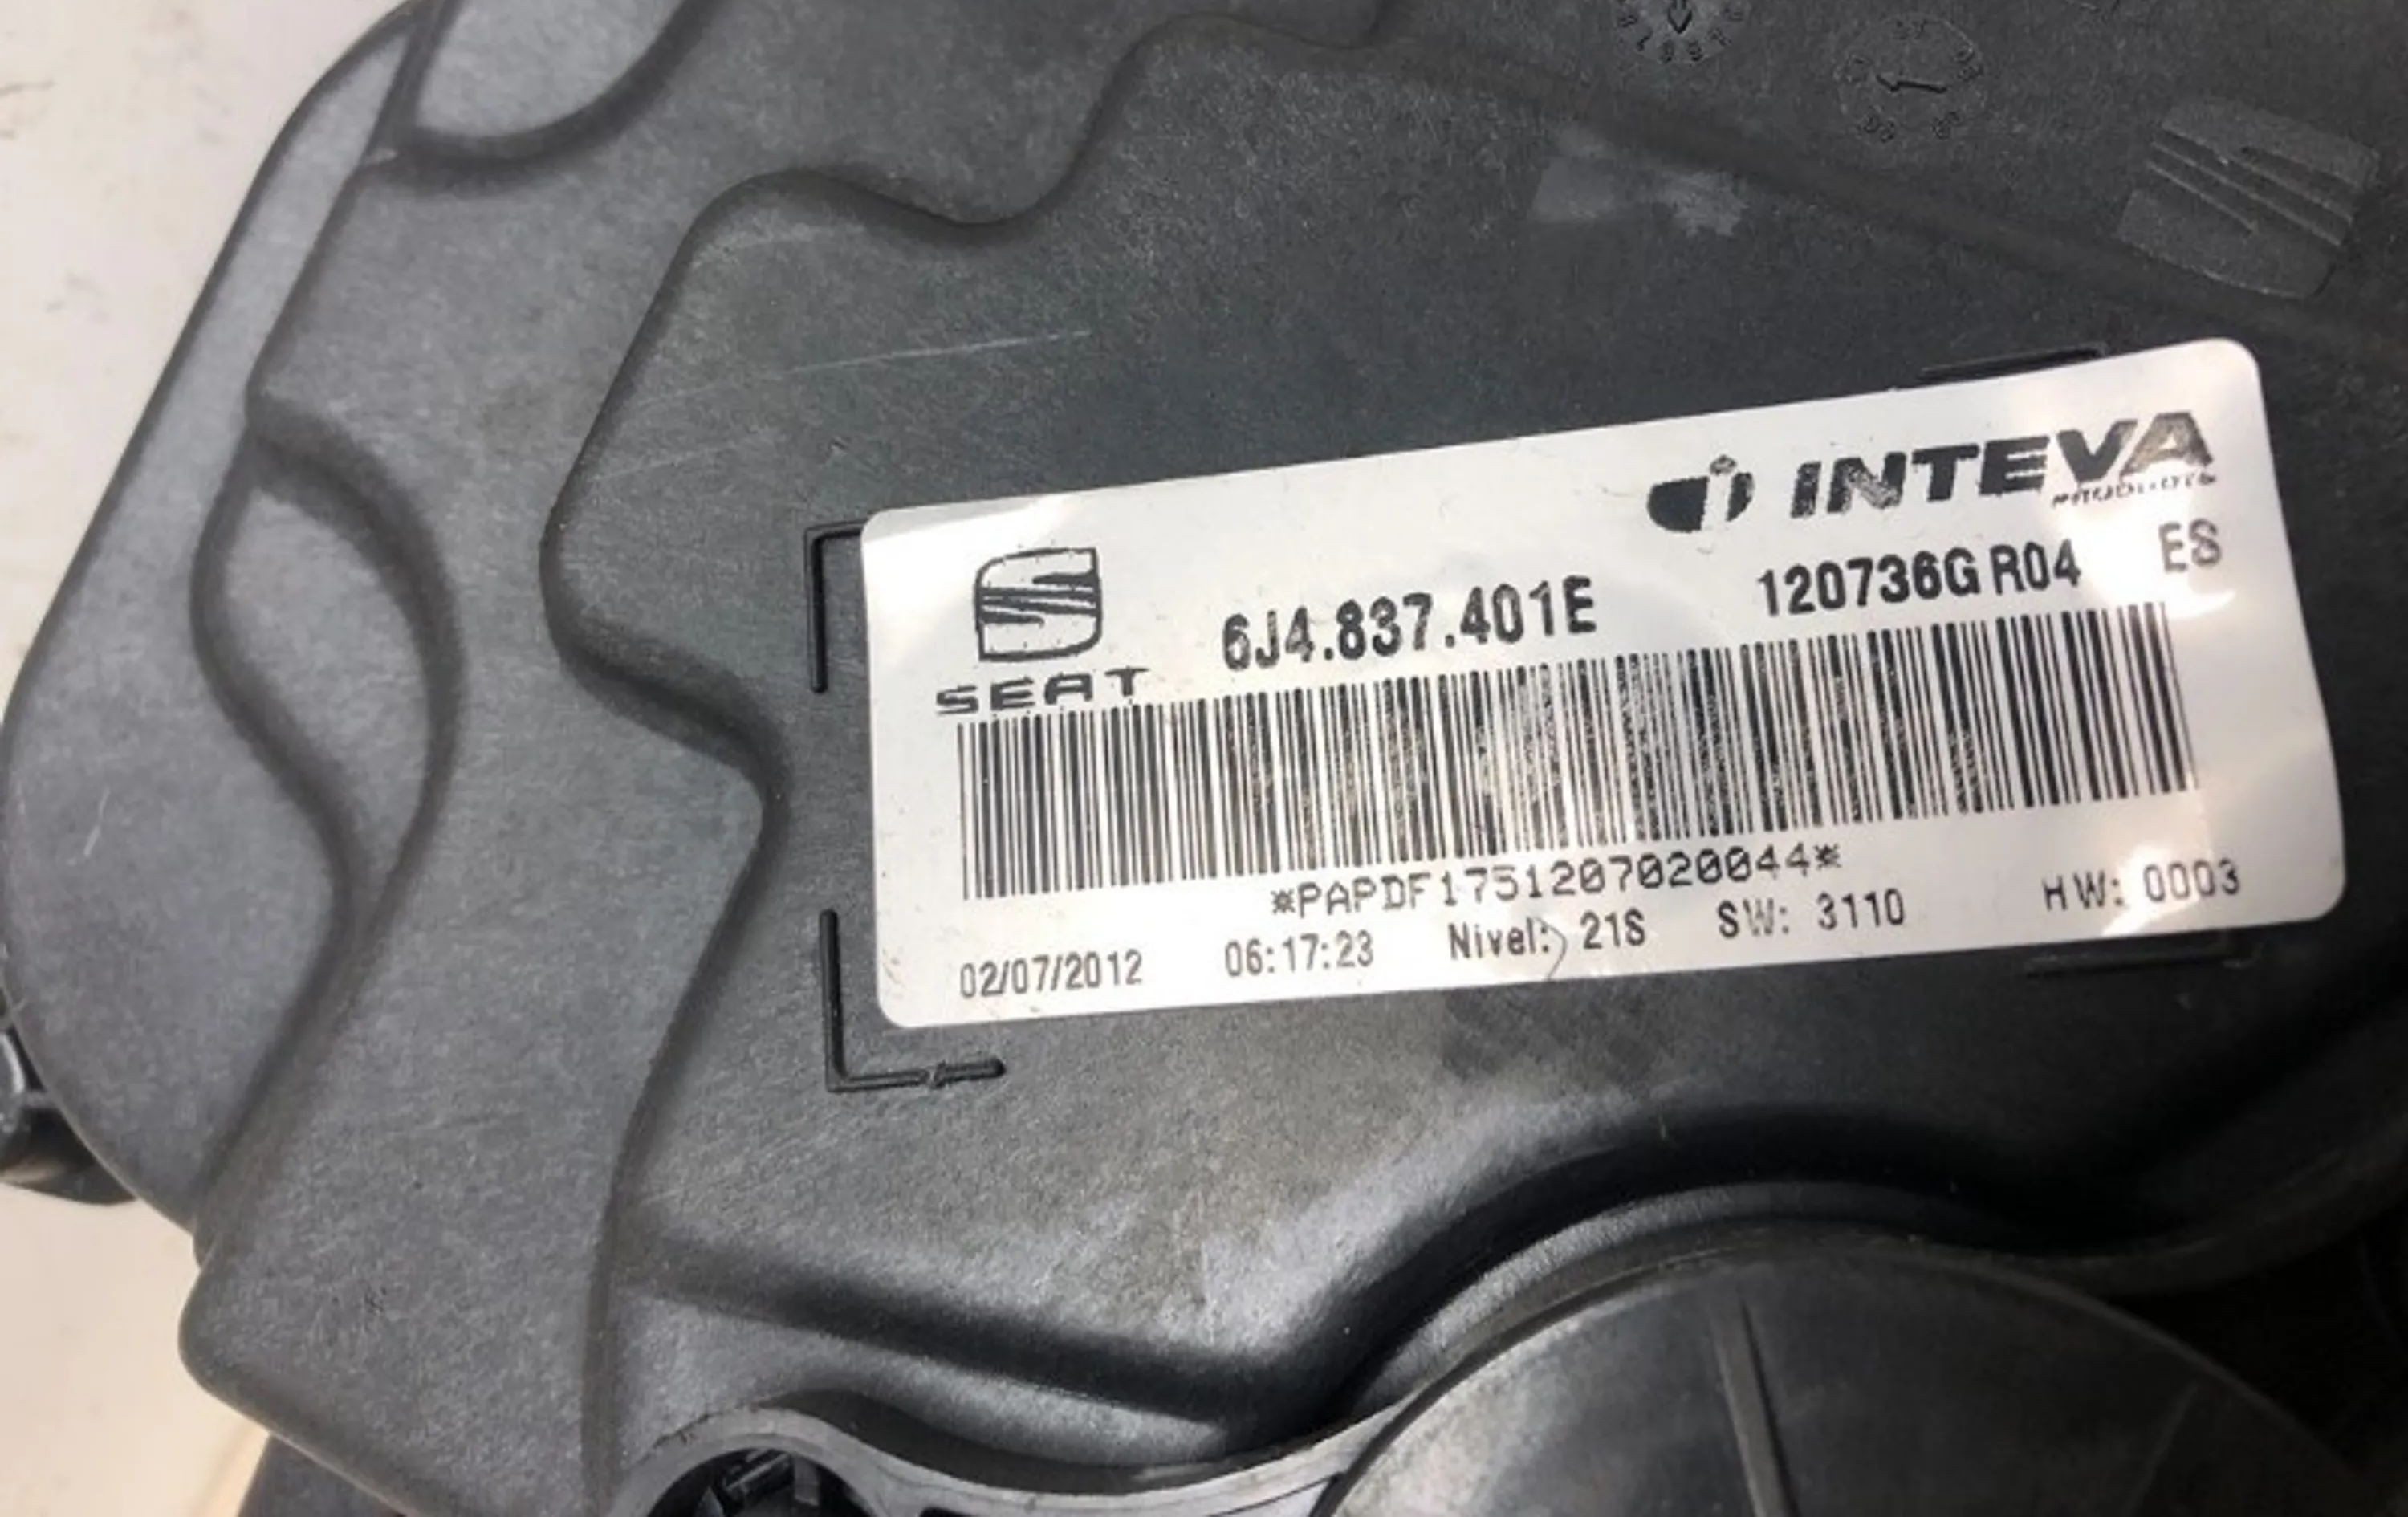 INTEVA
PRODUCTS
SEAT
6J4.837.401E
120736G R04 ES
*PAPDF1751207020044*
02/07/2012 06:17:23 Nivel: 21S SW: 3110 HW: 0003